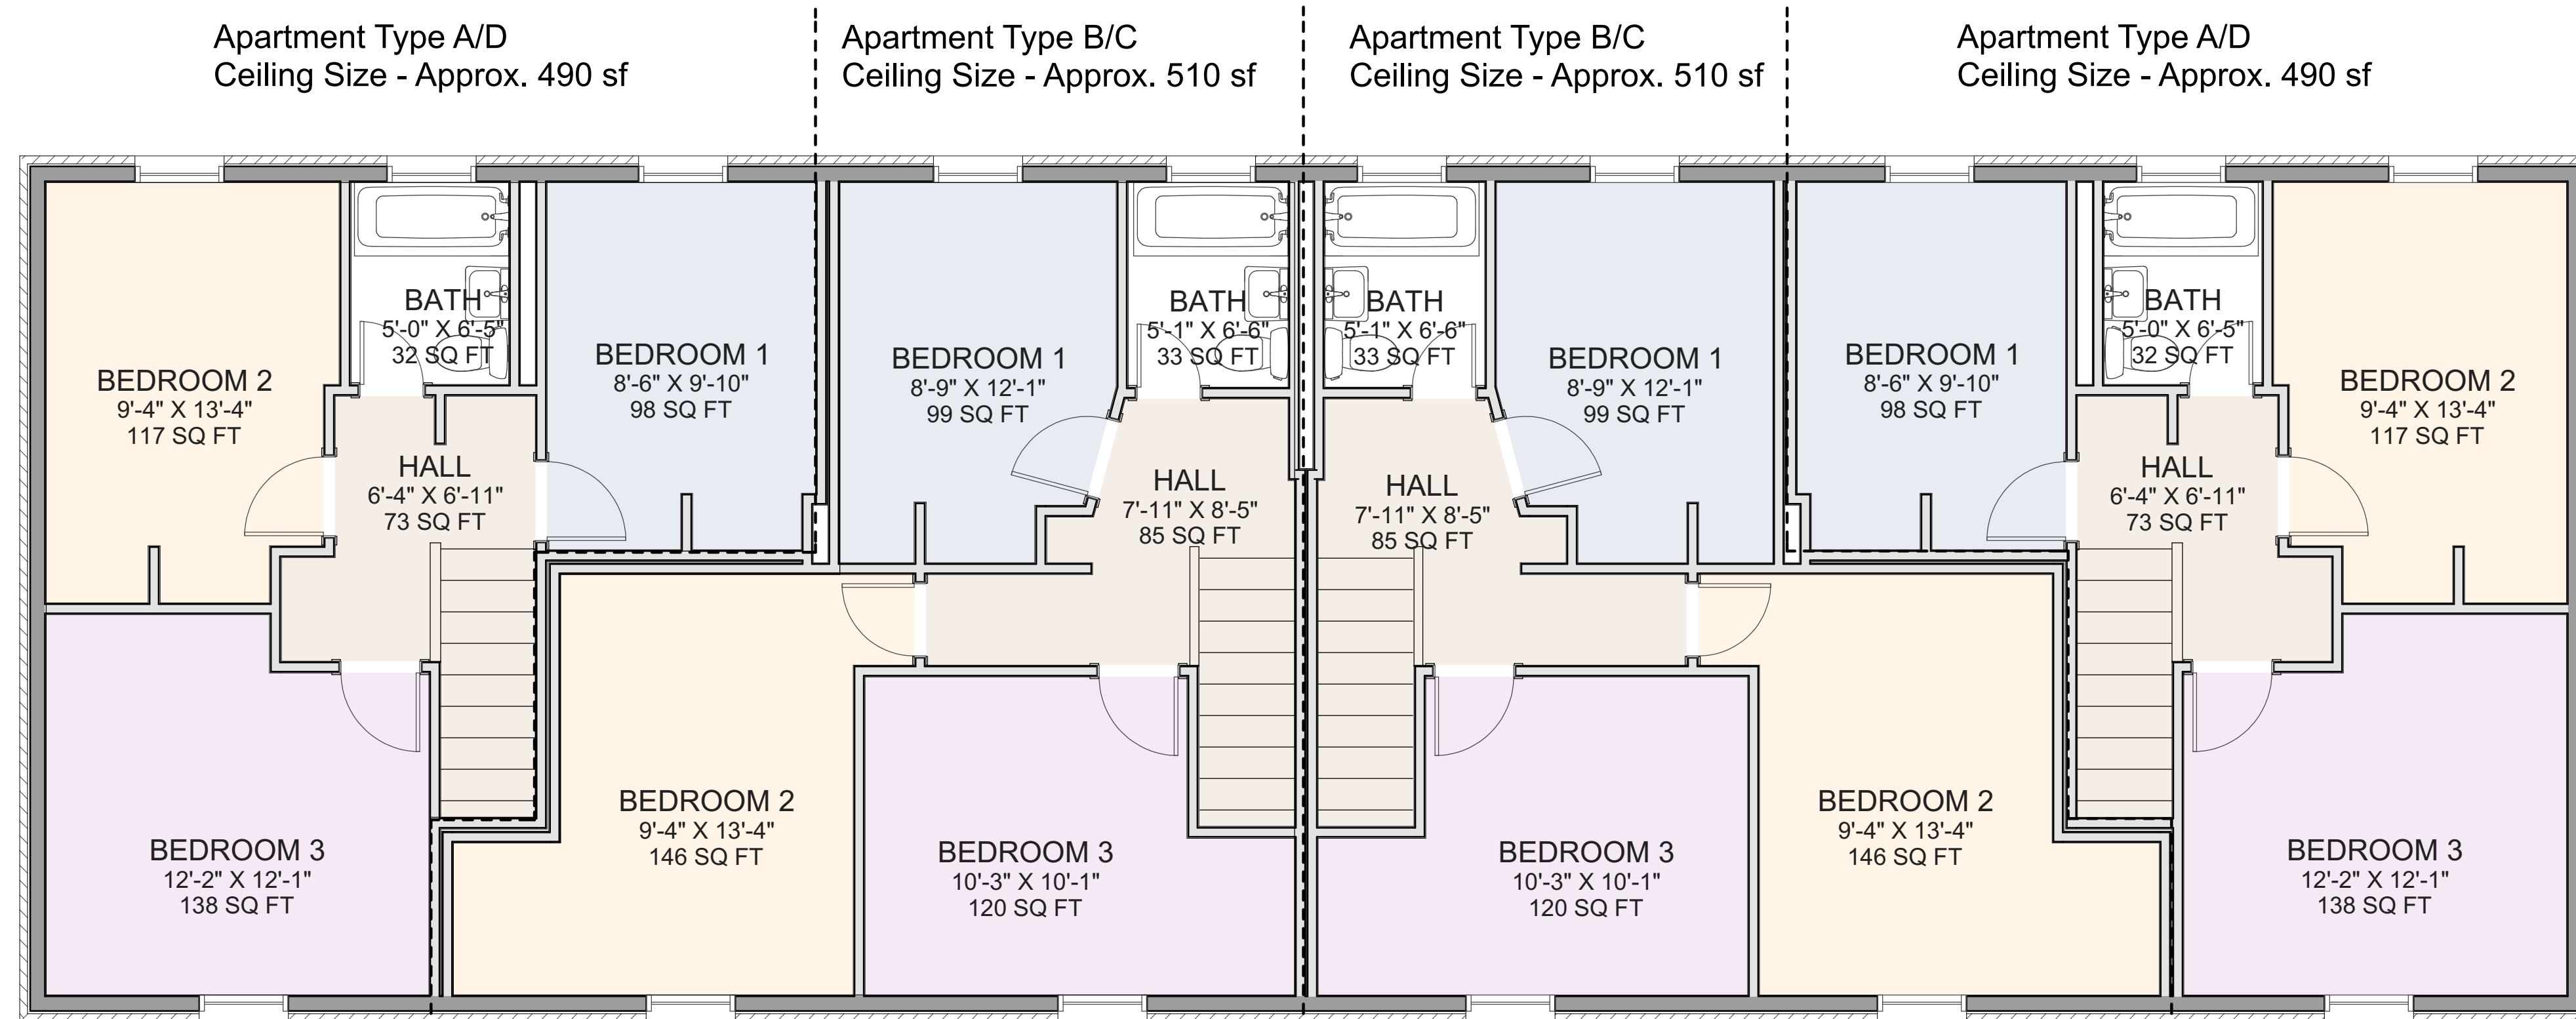 Apartment Type A/D
Ceiling Size - Approx. 490 sf
Apartment Type B/C
Ceiling Size - Approx. 510 sf
Apartment Type B/C
Ceiling Size - Approx. 510 sf
Apartment Type A/D
Ceiling Size - Approx. 490 sf
BEDROOM 2
9'-4" X 13'-4"
117 SQ FT
BATH
5'-0" X 6'-5"
32 SQ FT
BEDROOM 1
8'-6" X 9'-10"
98 SQ FT
HALL
6'-4" X 6'-11"
73 SQ FT
BEDROOM 3
12'-2" X 12'-1"
138 SQ FT
BEDROOM 1
8'-9" X 12'-1"
99 SQ FT
BATH
5'-1" X 6'-6"
33 SQ FT
HALL
7'-11" X 8'-5"
85 SQ FT
BEDROOM 2
9'-4" X 13'-4"
146 SQ FT
BEDROOM 3
10'-3" X 10'-1"
120 SQ FT
BATH
5'-1" X 6'-6"
33 SQ FT
BEDROOM 1
8'-9" X 12'-1"
99 SQ FT
HALL
7'-11" X 8'-5"
85 SQ FT
BEDROOM 3
10'-3" X 10'-1"
120 SQ FT
BEDROOM 2
9'-4" X 13'-4"
146 SQ FT
BEDROOM 1
8'-6" X 9'-10"
98 SQ FT
BATH
5'-0" X 6'-5"
32 SQ FT
BEDROOM 2
9'-4" X 13'-4"
117 SQ FT
HALL
6'-4" X 6'-11"
73 SQ FT
BEDROOM 3
12'-2" X 12'-1"
138 SQ FT